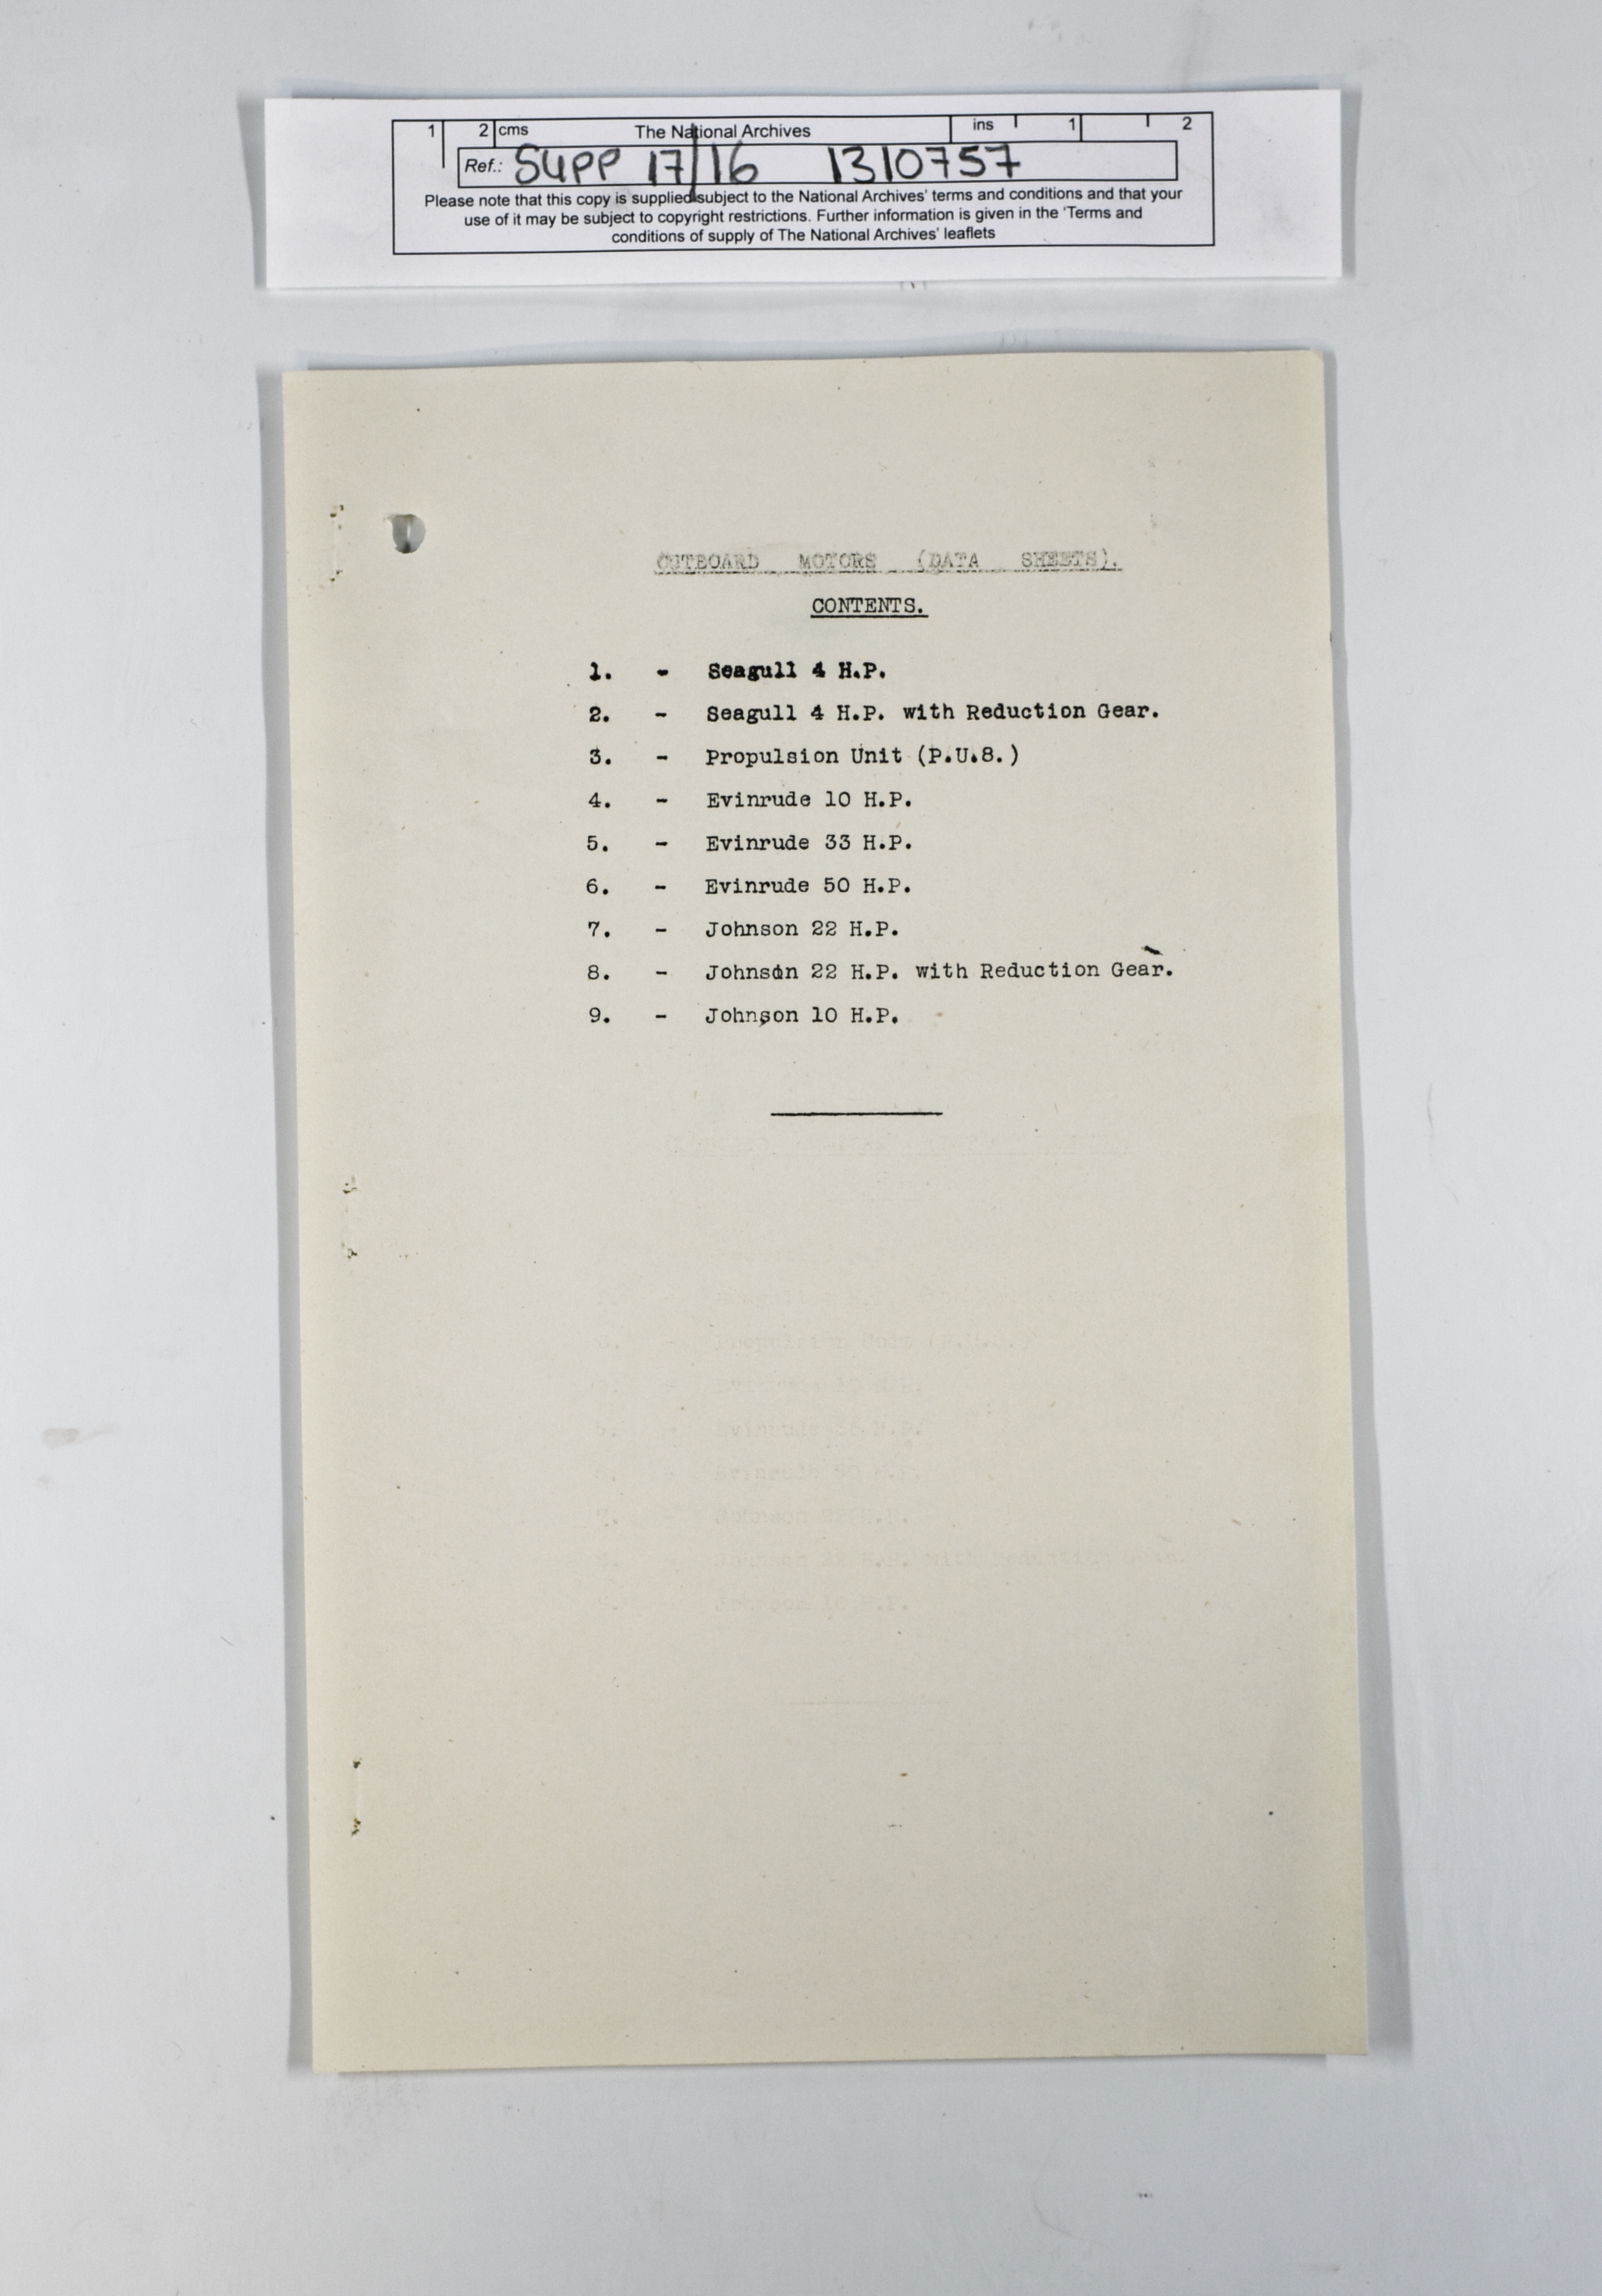 1 2 cms The National Archives ins 1 2
Ref.: SUPP 17/16 1310757
Please note that this copy is supplied subject to the National Archives' terms and conditions and that your
use of it may be subject to copyright restrictions. Further information is given in the 'Terms and
conditions of supply of The National Archives' leaflets
OUTBOARD MOTORS (DATA SHEETS).
CONTENTS.
1. - Seagull 4 H.P.
2. - Seagull 4 H.P. with Reduction Gear.
3. - Propulsion Unit (P.U.8.)
4. - Evinrude 10 H.P.
5. - Evinrude 33 H.P.
6. - Evinrude 50 H.P.
7. - Johnson 22 H.P.
8. - Johnson 22 H.P. with Reduction Gear.
9. - Johnson 10 H.P.